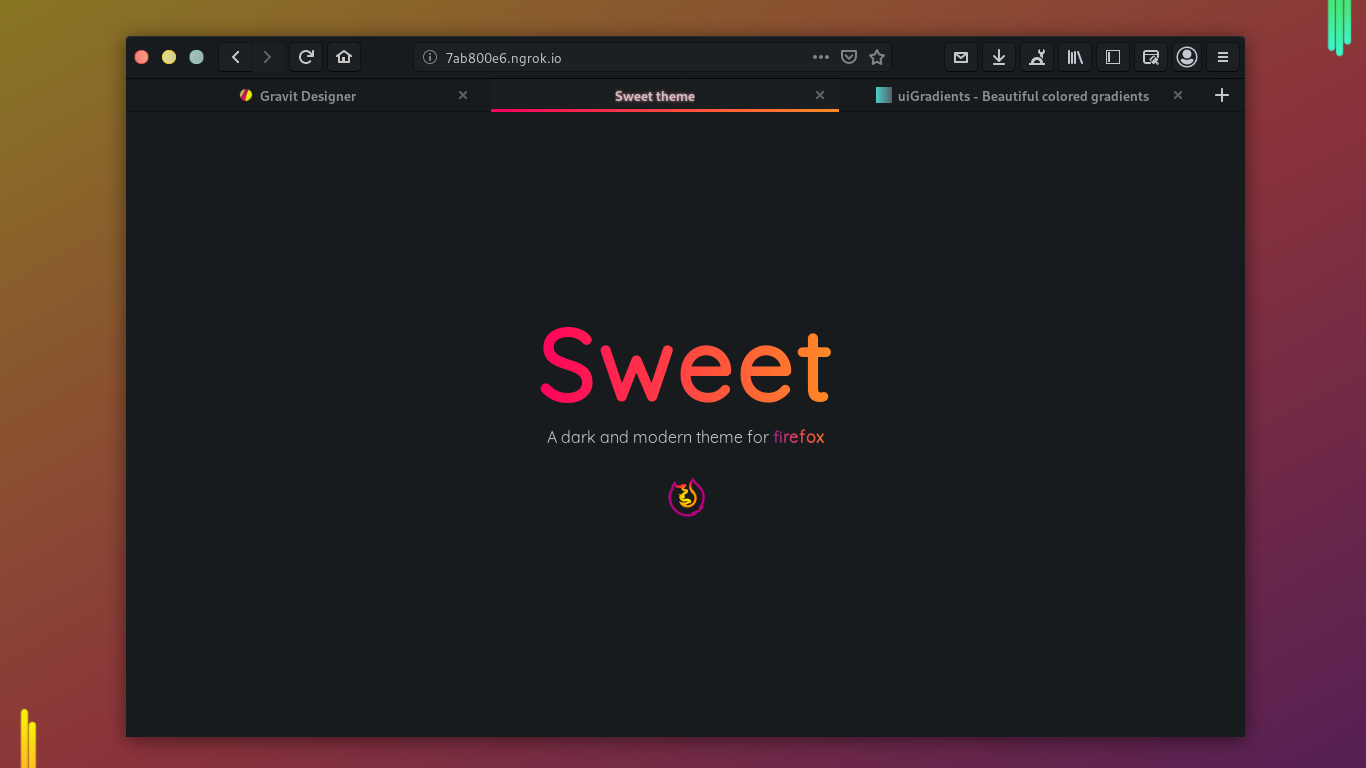 7ab800e6.ngrok.io
Gravit Designer
Sweet theme
uiGradients - Beautiful colored gradients
Sweet
A dark and modern theme for firefox